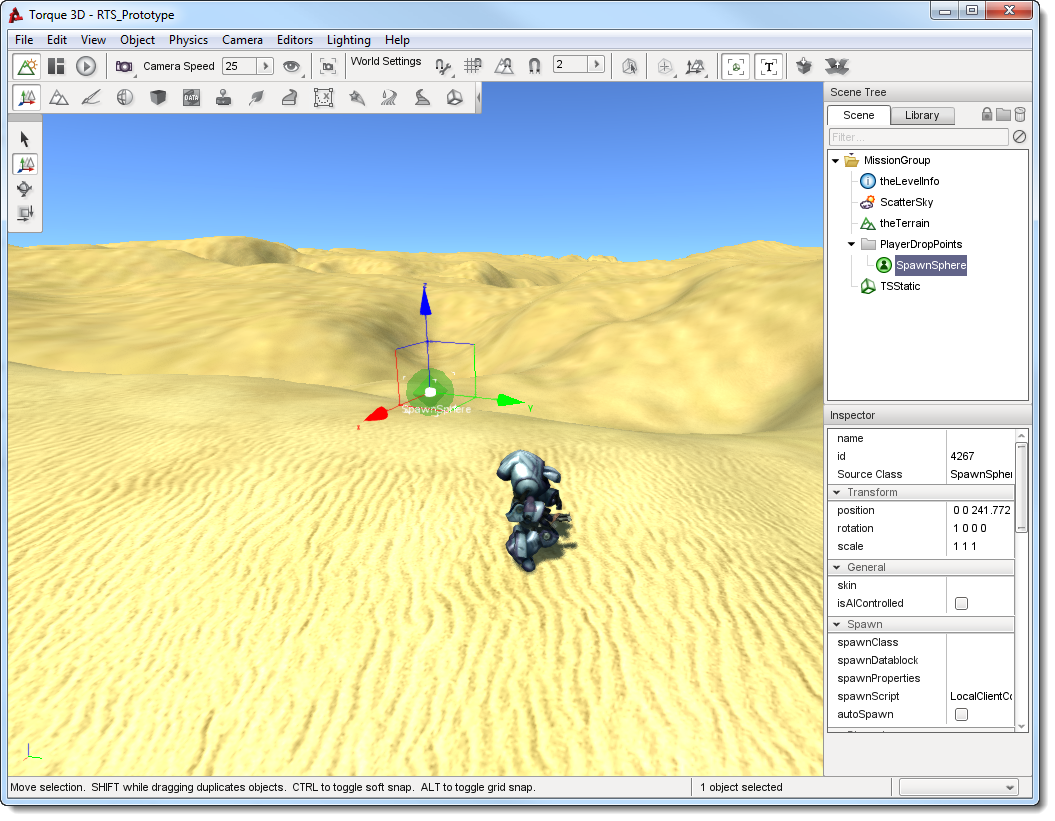 Torque 3D - RTS_Prototype
File Edit View Object Physics Camera Editors Lighting Help
Camera Speed 25 World Settings 2 T
DATA
Scene Tree
Scene Library
Filter...
MissionGroup
theLevelInfo
ScatterSky
theTerrain
PlayerDropPoints
SpawnSphere
TSStatic
Z
SpawnSphere
Y
Inspector
name
id 4267
Source Class SpawnSpher
Transform
position 0 0 241.772
rotation 1 0 0 0
scale 1 1 1
General
skin
isAIControlled
Spawn
spawnClass
spawnDatablock
spawnProperties
spawnScript LocalClientCo
autoSpawn
Move selection. SHIFT while dragging duplicates objects. CTRL to toggle soft snap. ALT to toggle grid snap.
1 object selected